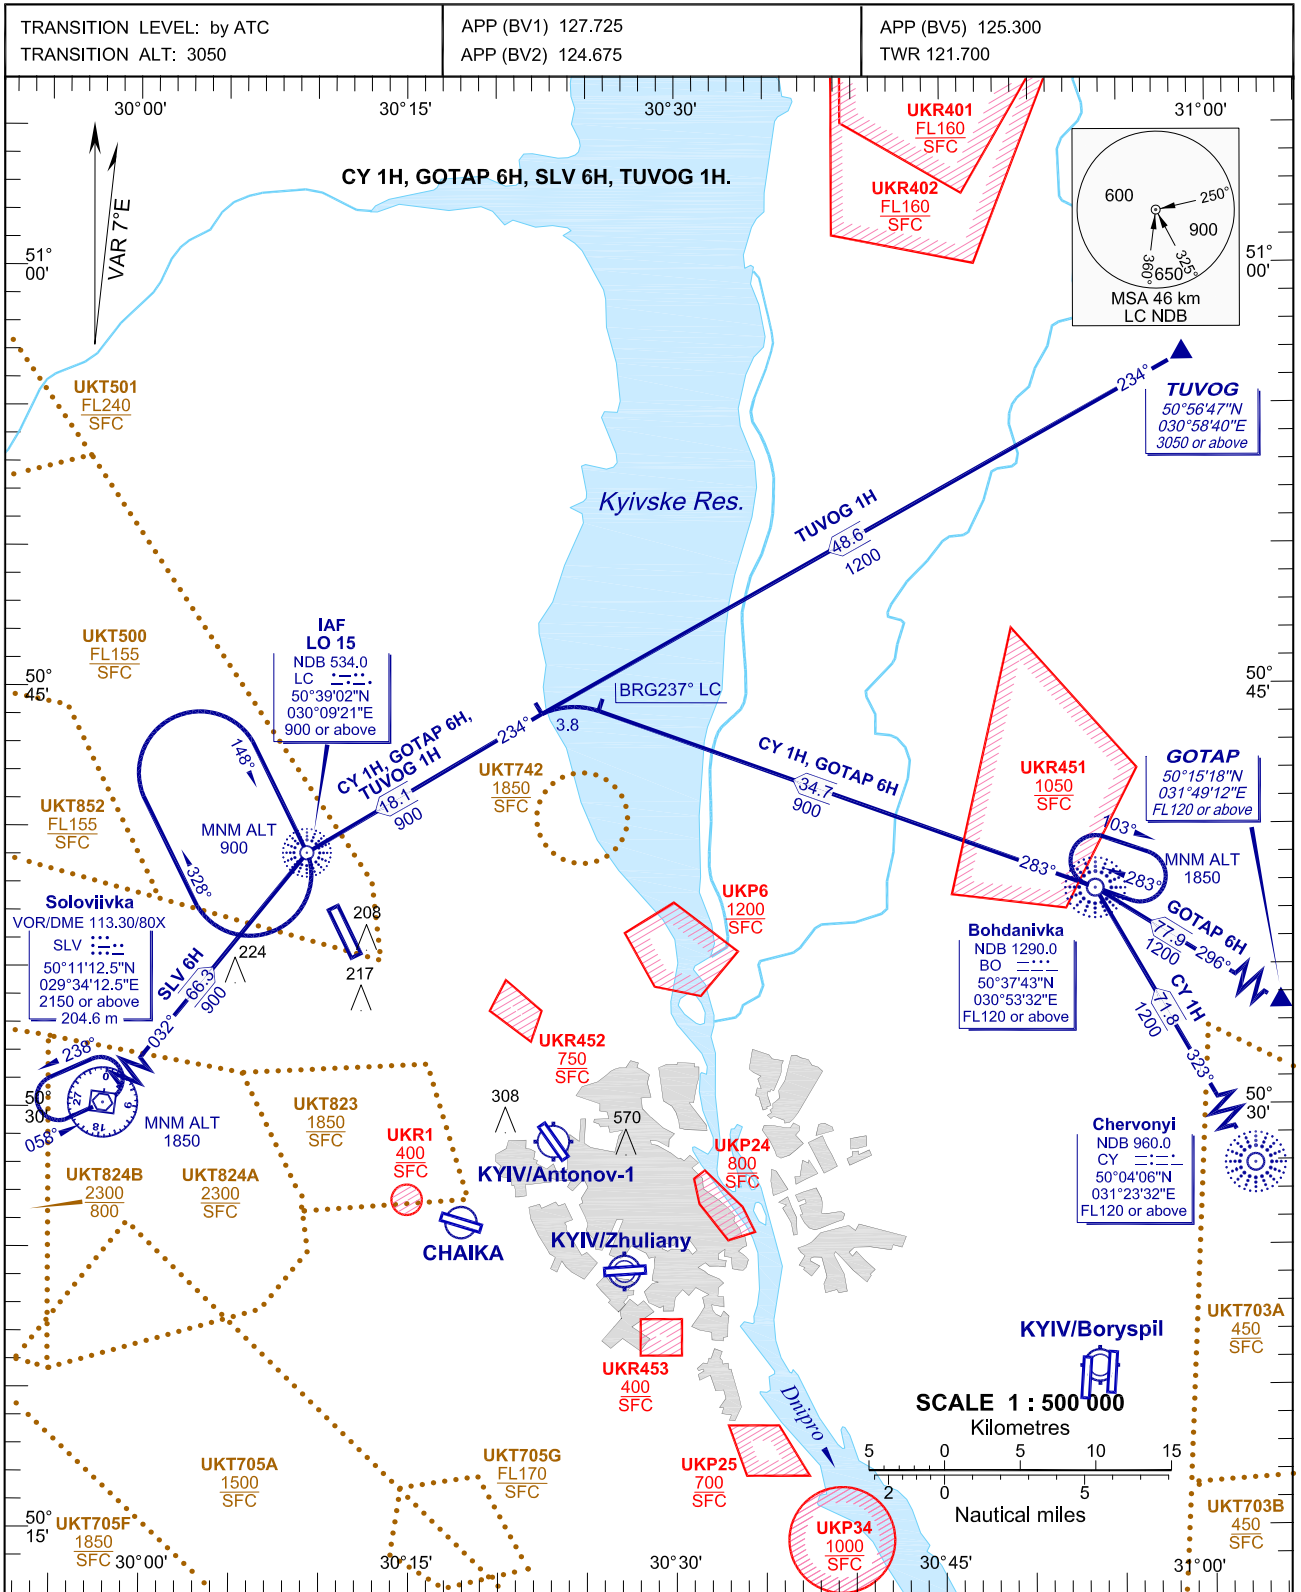 TRANSITION LEVEL: by ATC
TRANSITION ALT: 3050
APP (BV1) 127.725
APP (BV2) 124.675
APP (BV5) 125.300
TWR 121.700
30°00'
30°15'
30°30'
31°00'
CY 1H, GOTAP 6H, SLV 6H, TUVOG 1H.
VAR 7°E
UKR401
FL160
SFC
UKR402
FL160
SFC
600
250°
900
325°
360°
650
MSA 46 km
LC NDB
51°
00'
51°
00'
TUVOG
50°56'47"N
030°58'40"E
3050 or above
234°
UKT501
FL240
SFC
Kyivske Res.
TUVOG 1H
48.6
1200
UKT500
FL155
SFC
IAF
LO 15
NDB 534.0
LC
50°39'02"N
030°09'21"E
900 or above
50°
45'
50°
45'
BRG237° LC
3.8
234°
CY 1H, GOTAP 6H,
TUVOG 1H
18.1
900
148°
328°
MNM ALT
900
UKT742
1850
SFC
CY 1H, GOTAP 6H
34.7
900
283°
UKR451
1050
SFC
GOTAP
50°15'18"N
031°49'12"E
FL120 or above
103°
283°
MNM ALT
1850
UKT852
FL155
SFC
Soloviivka
VOR/DME 113.30/80X
SLV
50°11'12.5"N
029°34'12.5"E
2150 or above
204.6 m
SLV 6H
66.3
900
032°
224
208
217
UKP6
1200
SFC
Bohdanivka
NDB 1290.0
BO
50°37'43"N
030°53'32"E
FL120 or above
GOTAP 6H
77.9
1200
296°
CY 1H
71.8
1200
323°
UKR452
750
SFC
238°
058°
0
9
18
27
MNM ALT
1850
50°
30'
50°
30'
UKT823
1850
SFC
UKR1
400
SFC
308
570
KYIV/Antonov-1
UKP24
800
SFC
Chervonyi
NDB 960.0
CY
50°04'06"N
031°23'32"E
FL120 or above
UKT824B
2300
800
UKT824A
2300
SFC
CHAIKA
KYIV/Zhuliany
UKT703A
450
SFC
KYIV/Boryspil
UKR453
400
SFC
Dnipro
SCALE 1 : 500 000
Kilometres
5 0 5 10 15
2 0 5
Nautical miles
UKT705A
1500
SFC
UKT705G
FL170
SFC
UKP25
700
SFC
UKT703B
450
SFC
UKP34
1000
SFC
UKT705F
1850
SFC
50°
15'
30°00'
30°15'
30°30'
30°45'
31°00'